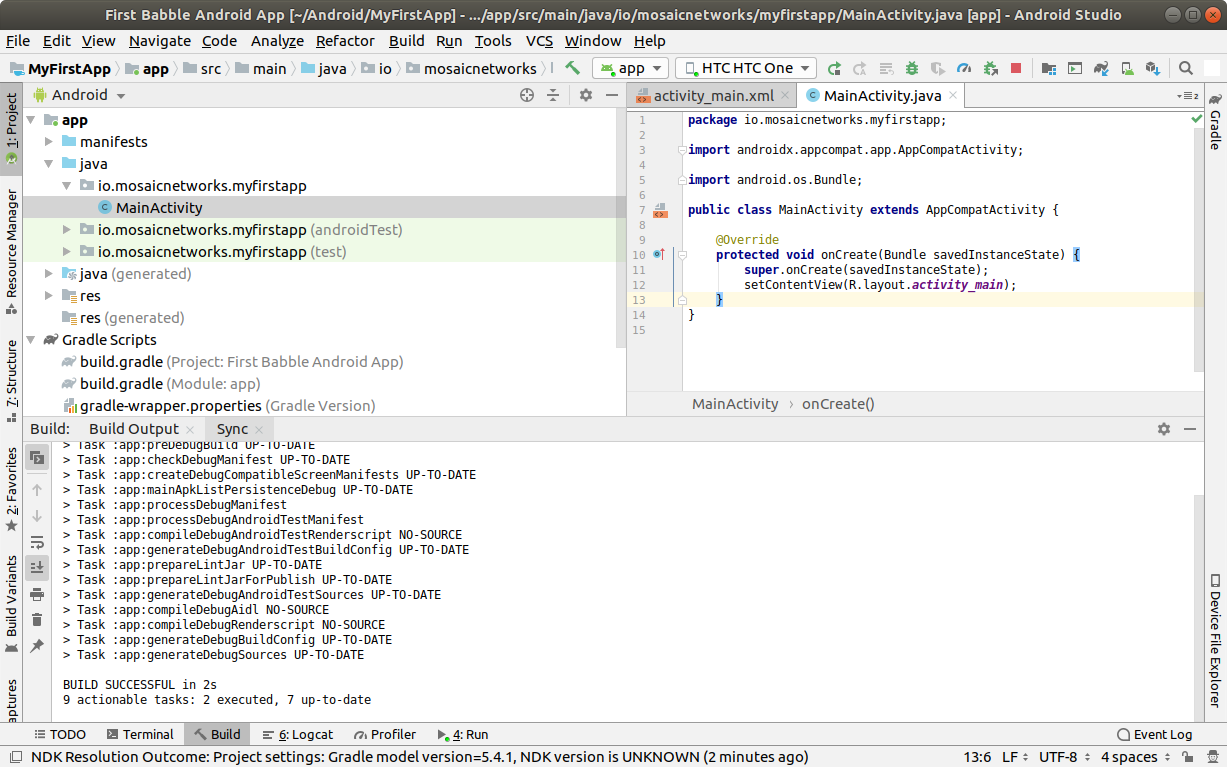 First Babble Android App [~/Android/MyFirstApp] - .../app/src/main/java/io/mosaicnetworks/myfirstapp/MainActivity.java [app] - Android Studio
File Edit View Navigate Code Analyze Refactor Build Run Tools VCS Window Help
MyFirstApp app src main java io mosaicnetworks app HTC HTC One
1: Project
Resource Manager
7: Structure
2: Favorites
Build Variants
aptures
Android
app
manifests
java
io.mosaicnetworks.myfirstapp
MainActivity
io.mosaicnetworks.myfirstapp (androidTest)
io.mosaicnetworks.myfirstapp (test)
java (generated)
res
res (generated)
Gradle Scripts
build.gradle (Project: First Babble Android App)
build.gradle (Module: app)
gradle-wrapper.properties (Gradle Version)
activity_main.xml MainActivity.java 2
1 package io.mosaicnetworks.myfirstapp;
2
3 import androidx.appcompat.app.AppCompatActivity;
4
5 import android.os.Bundle;
6
7 public class MainActivity extends AppCompatActivity {
8
9 @Override
10 protected void onCreate(Bundle savedInstanceState) {
11 super.onCreate(savedInstanceState);
12 setContentView(R.layout.activity_main);
13 }
14 }
15
MainActivity › onCreate()
Gradle
Device File Explorer
Build: Build Output Sync
> Task :app:preDebugBuild UP-TO-DATE
> Task :app:checkDebugManifest UP-TO-DATE
> Task :app:createDebugCompatibleScreenManifests UP-TO-DATE
> Task :app:mainApkListPersistenceDebug UP-TO-DATE
> Task :app:processDebugManifest
> Task :app:processDebugAndroidTestManifest
> Task :app:compileDebugAndroidTestRenderscript NO-SOURCE
> Task :app:generateDebugAndroidTestBuildConfig UP-TO-DATE
> Task :app:prepareLintJar UP-TO-DATE
> Task :app:prepareLintJarForPublish UP-TO-DATE
> Task :app:generateDebugAndroidTestSources UP-TO-DATE
> Task :app:compileDebugAidl NO-SOURCE
> Task :app:compileDebugRenderscript NO-SOURCE
> Task :app:generateDebugBuildConfig UP-TO-DATE
> Task :app:generateDebugSources UP-TO-DATE
BUILD SUCCESSFUL in 2s
9 actionable tasks: 2 executed, 7 up-to-date
TODO Terminal Build 6: Logcat Profiler 4: Run Event Log
NDK Resolution Outcome: Project settings: Gradle model version=5.4.1, NDK version is UNKNOWN (2 minutes ago) 13:6 LF UTF-8 4 spaces